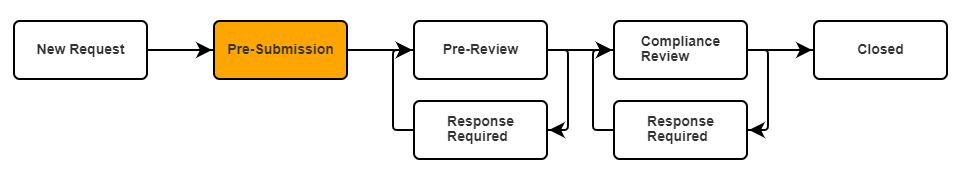 New Request
Pre-Submission
Pre-Review
Compliance
Review
Closed
Response
Required
Response
Required